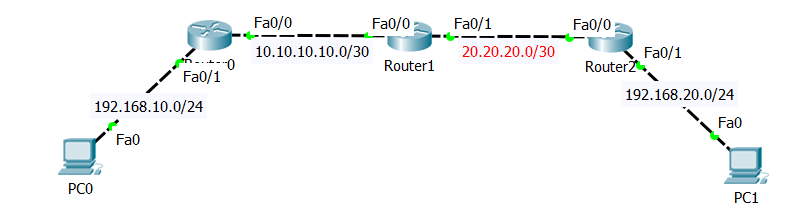 Fa0/0
Fa0/0
Fa0/1
Fa0/0
10.10.10.10.0/30
20.20.20.0/30
Router0
Router1
Router2
Fa0/1
Fa0/1
192.168.10.0/24
192.168.20.0/24
Fa0
Fa0
PC0
PC1